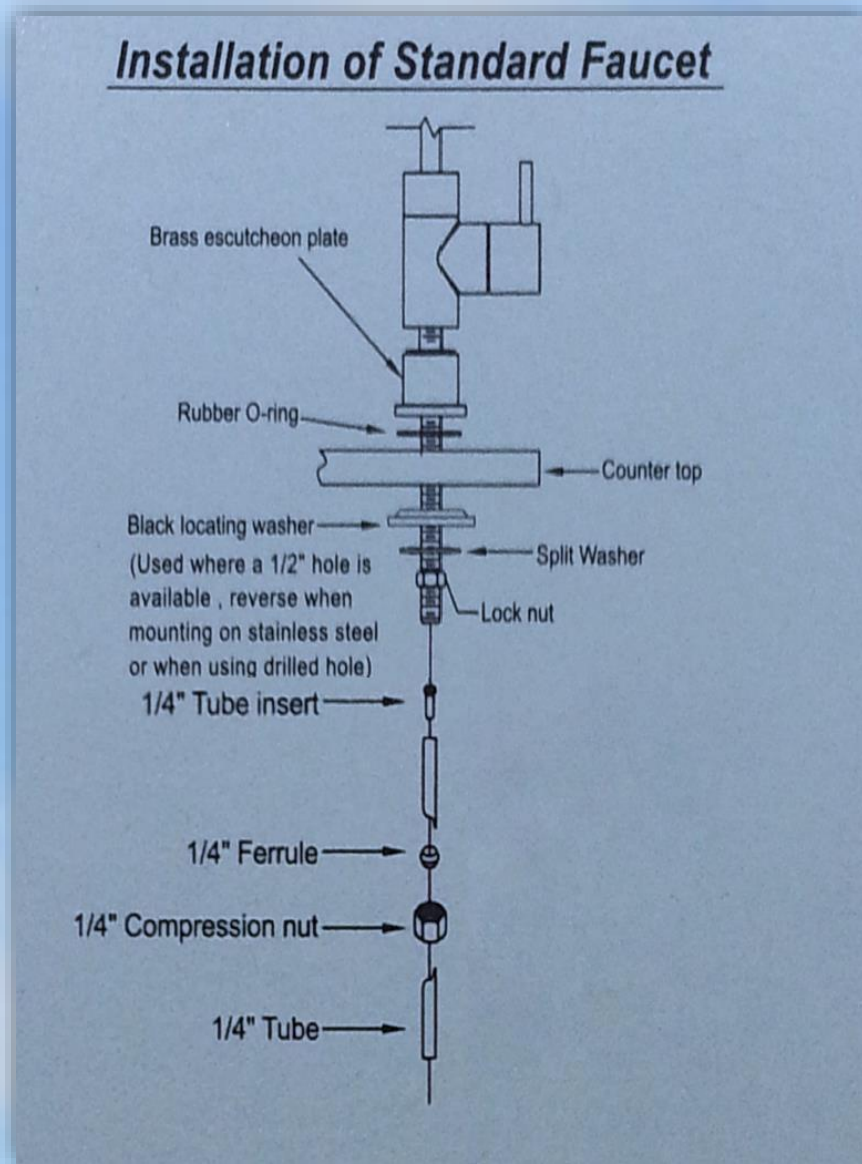 Installation of Standard Faucet
Brass escutcheon plate
Rubber O-ring
Counter top
Black locating washer
(Used where a 1/2" hole is
available , reverse when
mounting on stainless steel
or when using drilled hole)
Split Washer
Lock nut
1/4" Tube insert
1/4" Ferrule
1/4" Compression nut
1/4" Tube